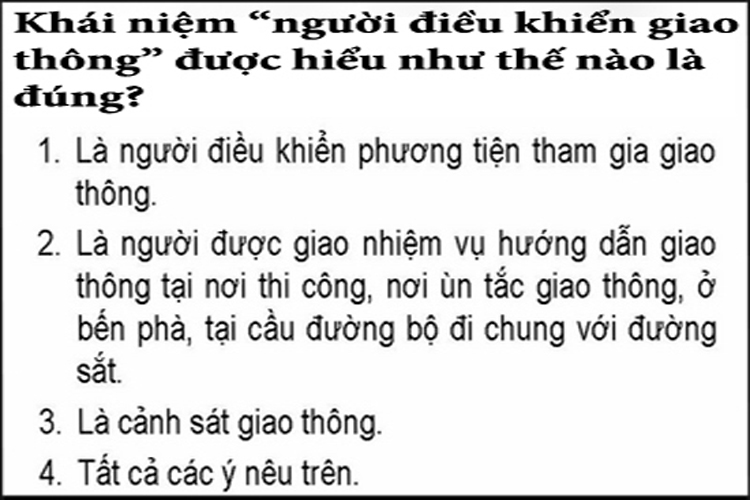 Khái niệm “người điều khiển giao
thông” được hiểu như thế nào là
đúng?
1. Là người điều khiển phương tiện tham gia giao
thông.
2. Là người được giao nhiệm vụ hướng dẫn giao
thông tại nơi thi công, nơi ùn tắc giao thông, ở
bến phà, tại cầu đường bộ đi chung với đường
sắt.
3. Là cảnh sát giao thông.
4. Tất cả các ý nêu trên.